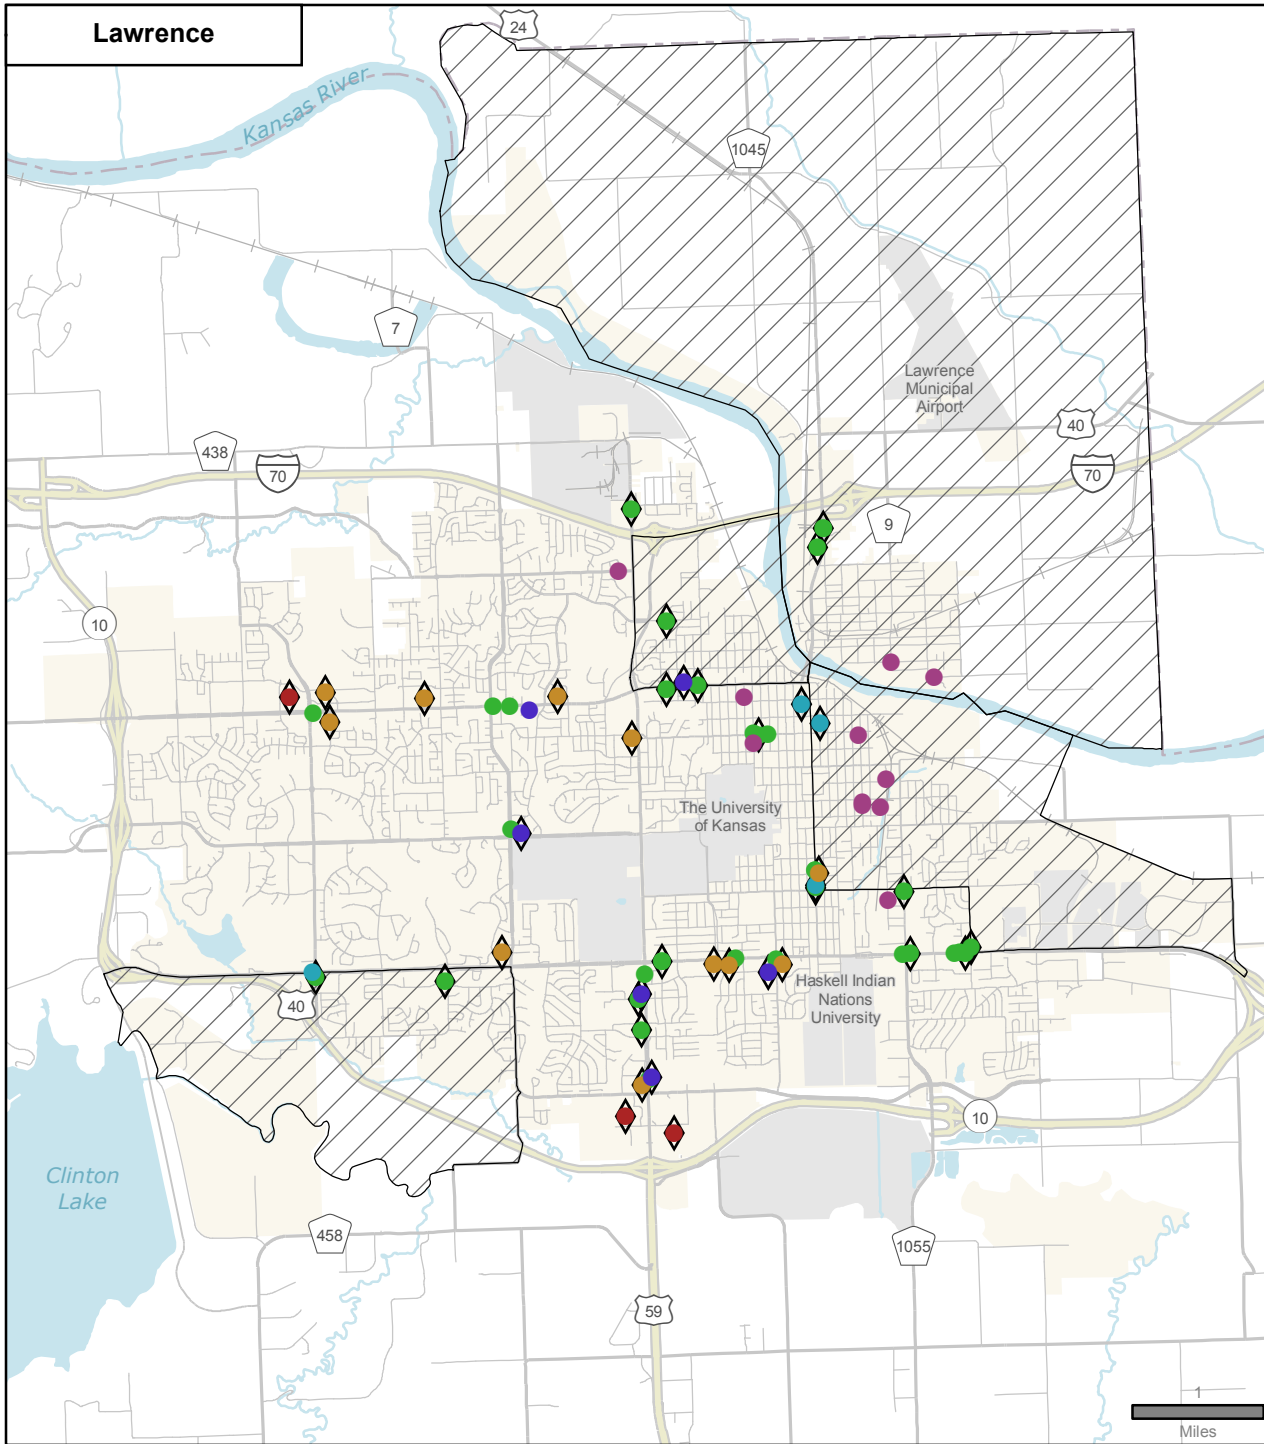 Lawrence
24
Kansas River
1045
7
Lawrence
Municipal
Airport
40
438
70
70
9
10
The University
of Kansas
Haskell Indian
Nations
University
40
10
Clinton
Lake
458
1055
59
1
Miles